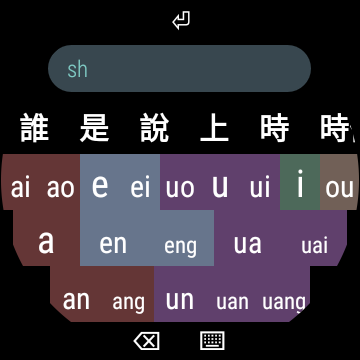 sh
誰 是 說 上 時 時
ai ao e ei uo u ui i ou
a en eng ua uai
an ang un uan uang